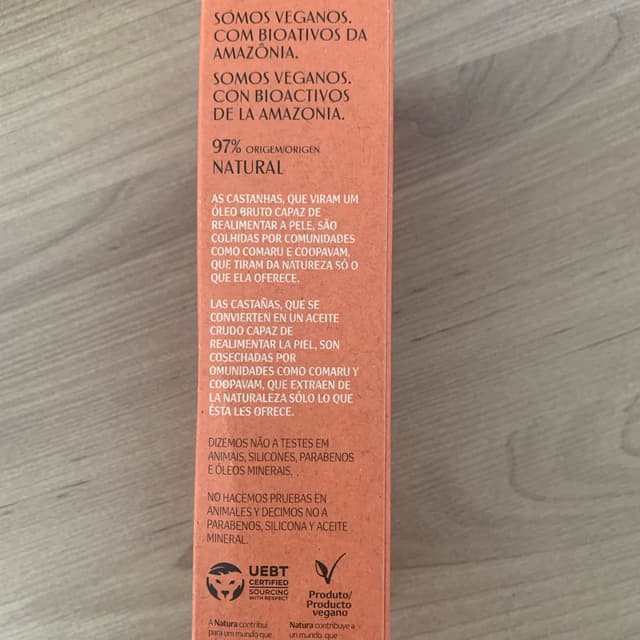 SOMOS VEGANOS.
COM BIOATIVOS DA
AMAZÔNIA.
SOMOS VEGANOS.
CON BIOACTIVOS
DE LA AMAZONIA.
97% ORIGEM/ORIGEN
NATURAL
AS CASTANHAS, QUE VIRAM UM
ÓLEO BRUTO CAPAZ DE
REALIMENTAR A PELE, SÃO
COLHIDAS POR COMUNIDADES
COMO COMARU E COOPAVAM,
QUE TIRAM DA NATUREZA SÓ O
QUE ELA OFERECE.
LAS CASTAÑAS, QUE SE
CONVIERTEN EN UN ACEITE
CRUDO CAPAZ DE
REALIMENTAR LA PIEL, SON
COSECHADAS POR
OMUNIDADES COMO COMARU Y
COOPAVAM, QUE EXTRAEN DE
LA NATURALEZA SÓLO LO QUE
ÉSTA LES OFRECE.
DIZEMOS NÃO A TESTES EM
ANIMAIS, SILICONES, PARABENOS
E ÓLEOS MINERAIS.
NO HACEMOS PRUEBAS EN
ANIMALES Y DECIMOS NO A
PARABENOS, SILICONA Y ACEITE
MINERAL.
UEBT
CERTIFIED
SOURCING
WITH RESPECT
Produto/
Producto
vegano
A Natura contribui
para um mundo que
Natura contribuye a
un mundo, que